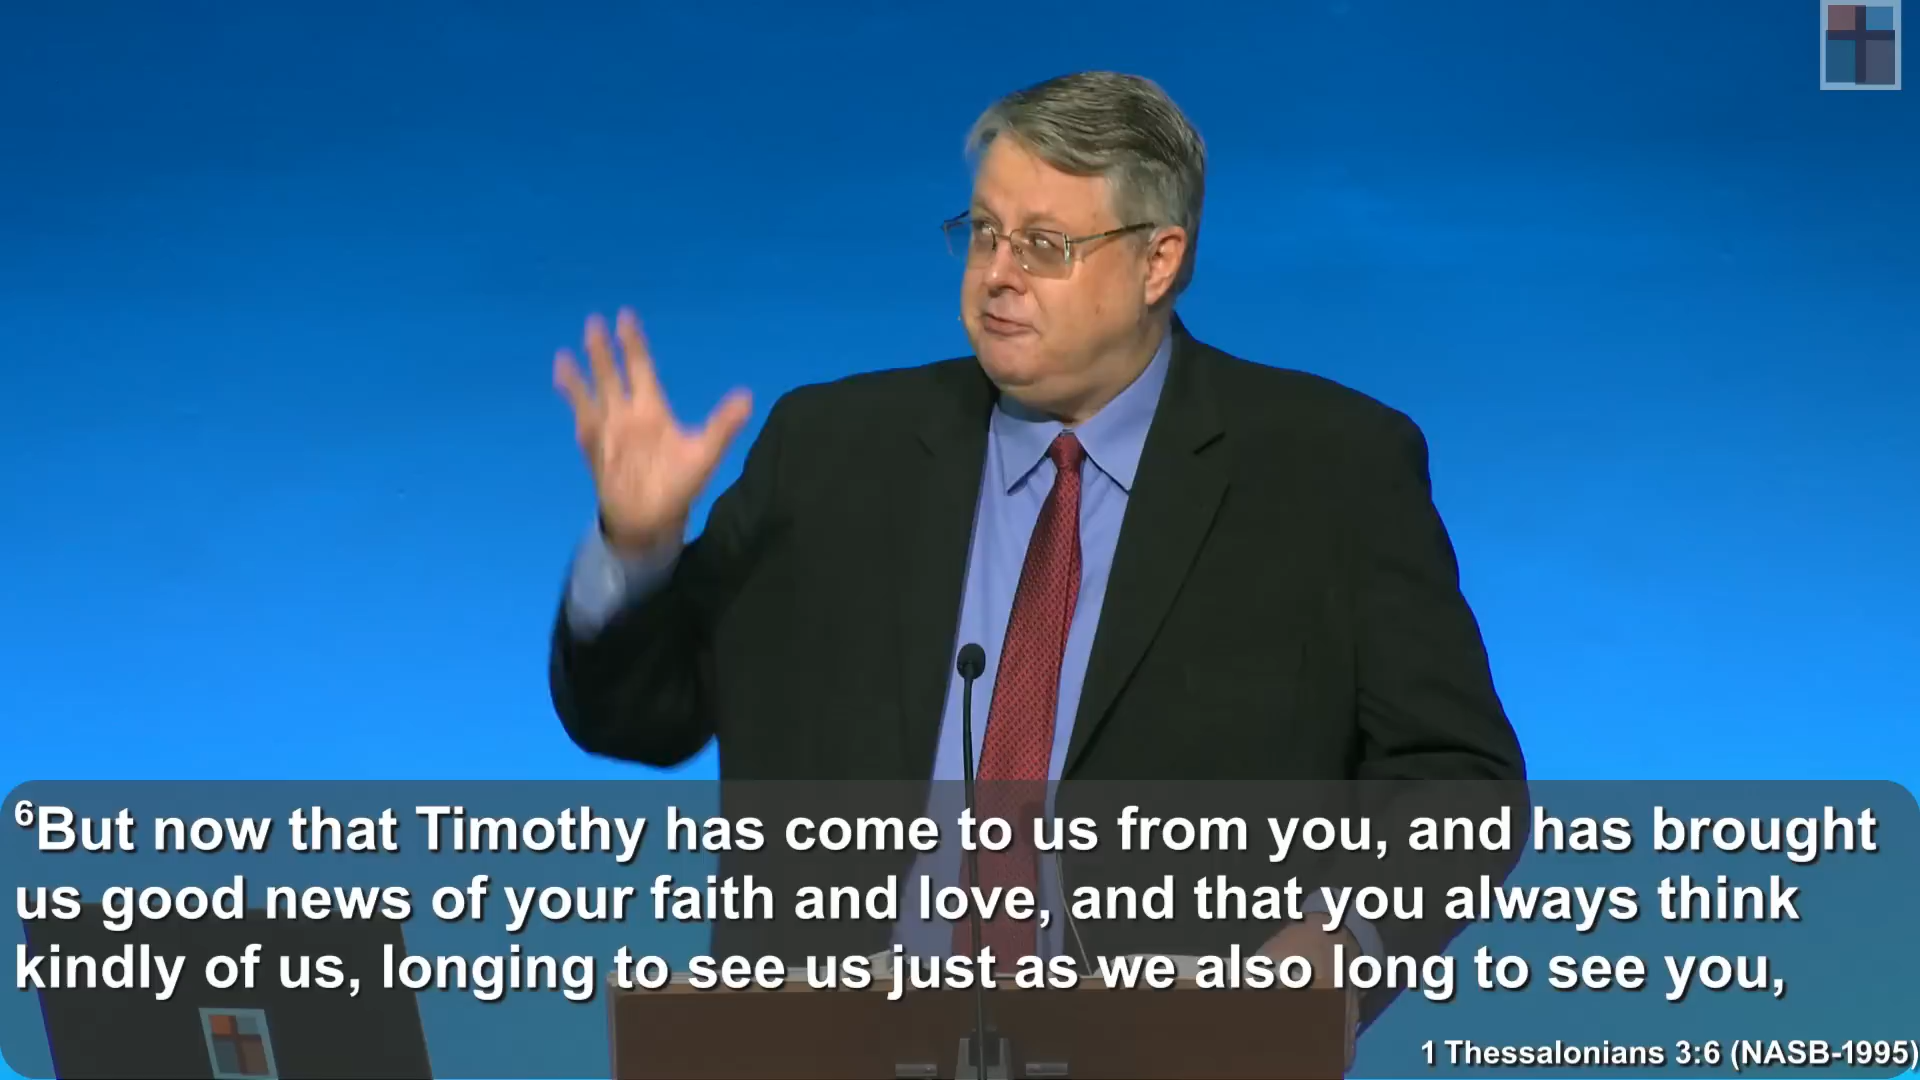 ⁶But now that Timothy has come to us from you, and has brought
us good news of your faith and love, and that you always think
kindly of us, longing to see us just as we also long to see you,
1 Thessalonians 3:6 (NASB-1995)